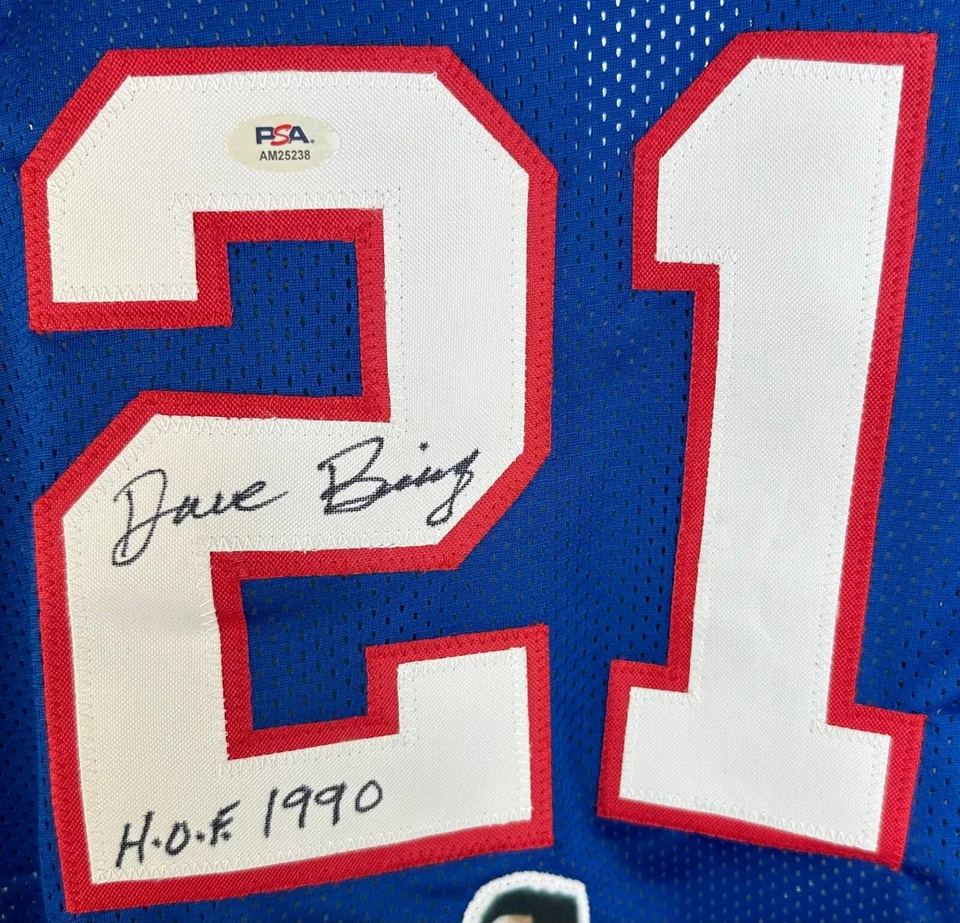 21
PSA.
AM25238
Dave Bing
H.O.F. 1990